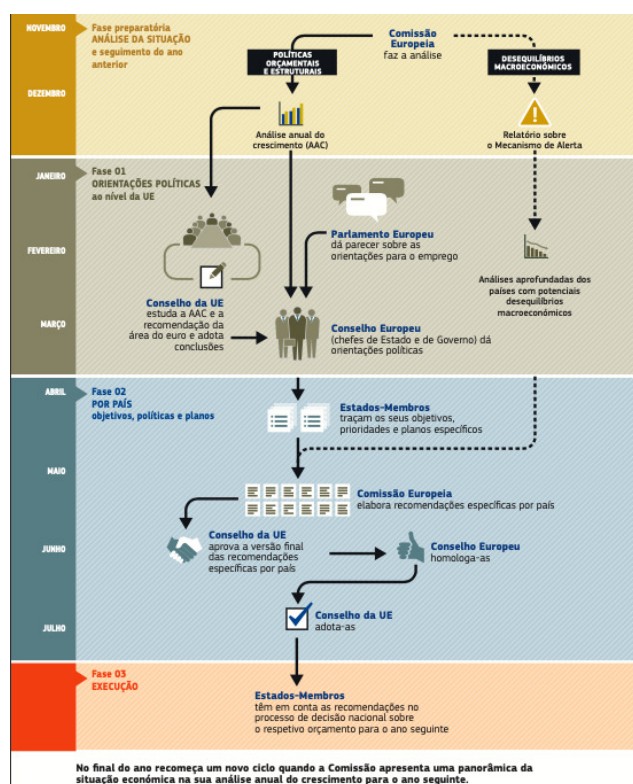 NOVEMBRO
Fase preparatória
ANÁLISE DA SITUAÇÃO
e seguimento do ano
anterior
POLÍTICAS
ORÇAMENTAIS
E ESTRUTURAIS
Comissão
Europeia
faz a análise
DESEQUILÍBRIOS
MACROECONÓMICOS
DEZEMBRO
Análise anual do
crescimento (AAC)
Relatório sobre
o Mecanismo de Alerta
JANEIRO
Fase 01
ORIENTAÇÕES POLÍTICAS
ao nível da UE
FEVEREIRO
Parlamento Europeu
dá parecer sobre as
orientações para o emprego
Análises aprofundadas dos
países com potenciais
desequilíbrios
macroeconómicos
MARÇO
Conselho da UE
estuda a AAC e a
recomendação da
área do euro e adota
conclusões
Conselho Europeu
(chefes de Estado e de Governo) dá
orientações políticas
ABRIL
Fase 02
POR PAÍS
objetivos, políticas e planos
Estados-Membros
traçam os seus objetivos,
prioridades e planos específicos
MAIO
Comissão Europeia
elabora recomendações específicas por país
JUNHO
Conselho da UE
aprova a versão final
das recomendações
específicas por país
Conselho Europeu
homologa-as
JULHO
Conselho da UE
adota-as
Fase 03
EXECUÇÃO
Estados-Membros
têm em conta as recomendações no
processo de decisão nacional sobre
o respetivo orçamento para o ano seguinte
No final do ano recomeça um novo ciclo quando a Comissão apresenta uma panorâmica da
situação económica na sua análise anual do crescimento para o ano seguinte.